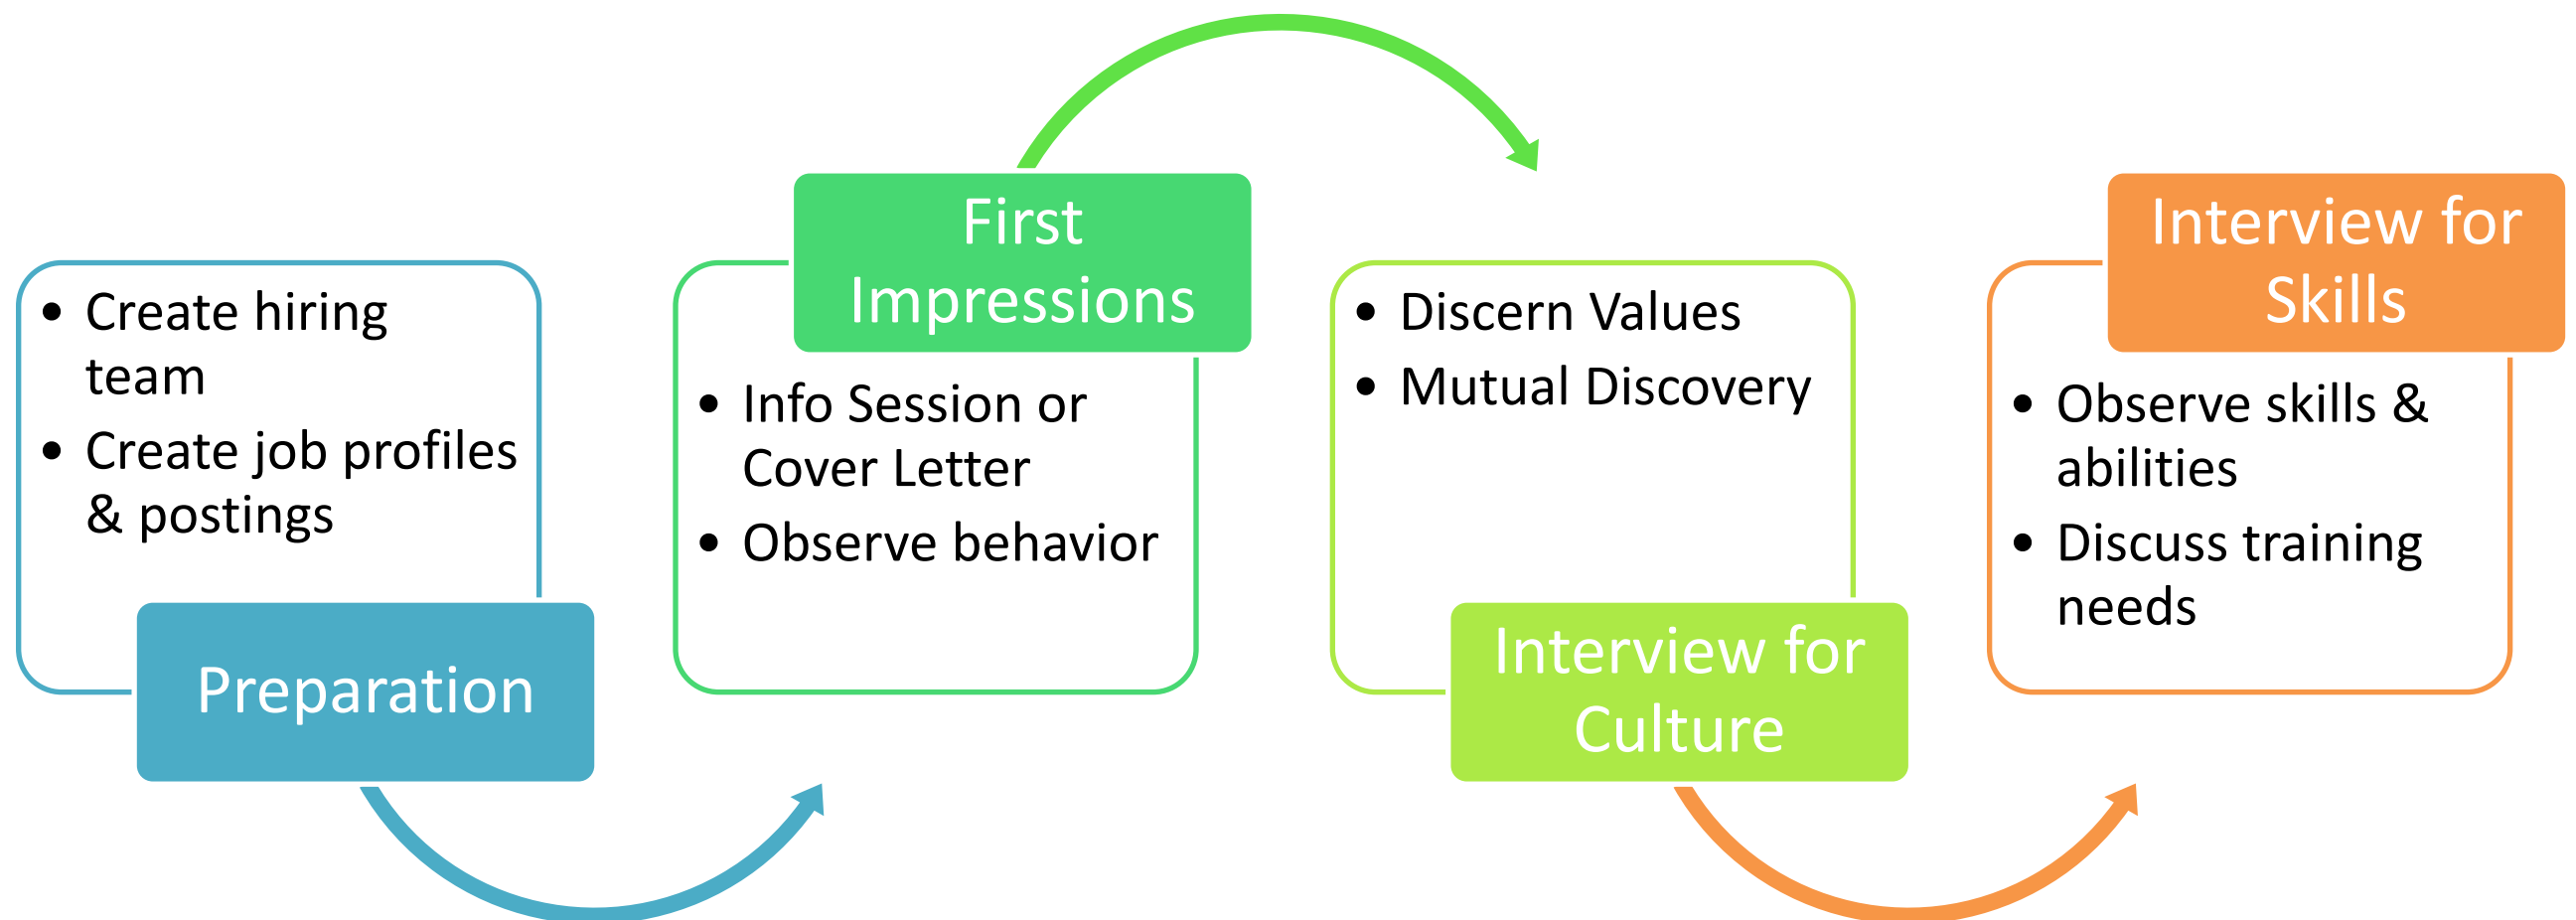 • Create hiring
team
• Create job profiles
& postings
Preparation
First
Impressions
• Info Session or
Cover Letter
• Observe behavior
• Discern Values
• Mutual Discovery
Interview for
Culture
Interview for
Skills
• Observe skills &
abilities
• Discuss training
needs